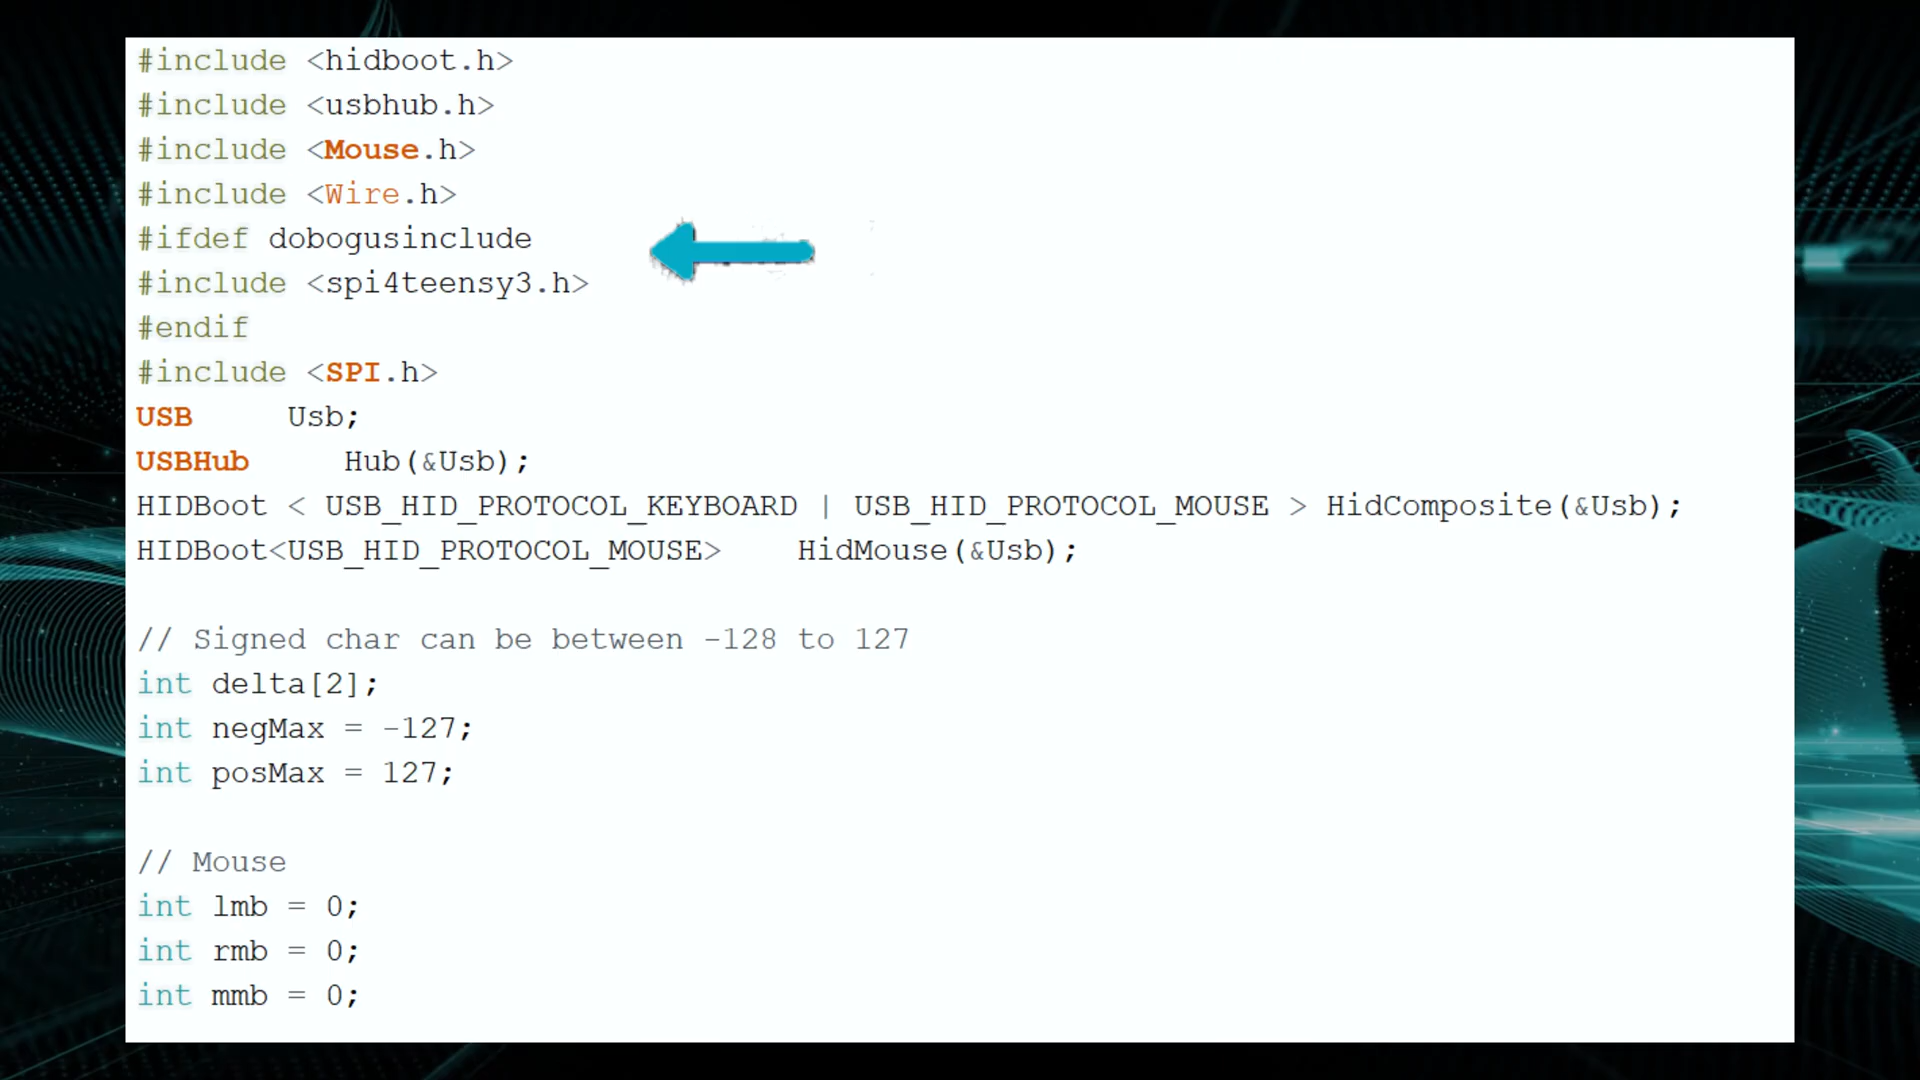 #include <hidboot.h>
#include <usbhub.h>
#include <Mouse.h>
#include <Wire.h>
#ifdef dobogusinclude
#include <spi4teensy3.h>
#endif
#include <SPI.h>
USB     Usb;
USBHub     Hub(&Usb);
HIDBoot < USB_HID_PROTOCOL_KEYBOARD | USB_HID_PROTOCOL_MOUSE > HidComposite(&Usb);
HIDBoot<USB_HID_PROTOCOL_MOUSE>    HidMouse(&Usb);
// Signed char can be between -128 to 127
int delta[2];
int negMax = -127;
int posMax = 127;
// Mouse
int lmb = 0;
int rmb = 0;
int mmb = 0;